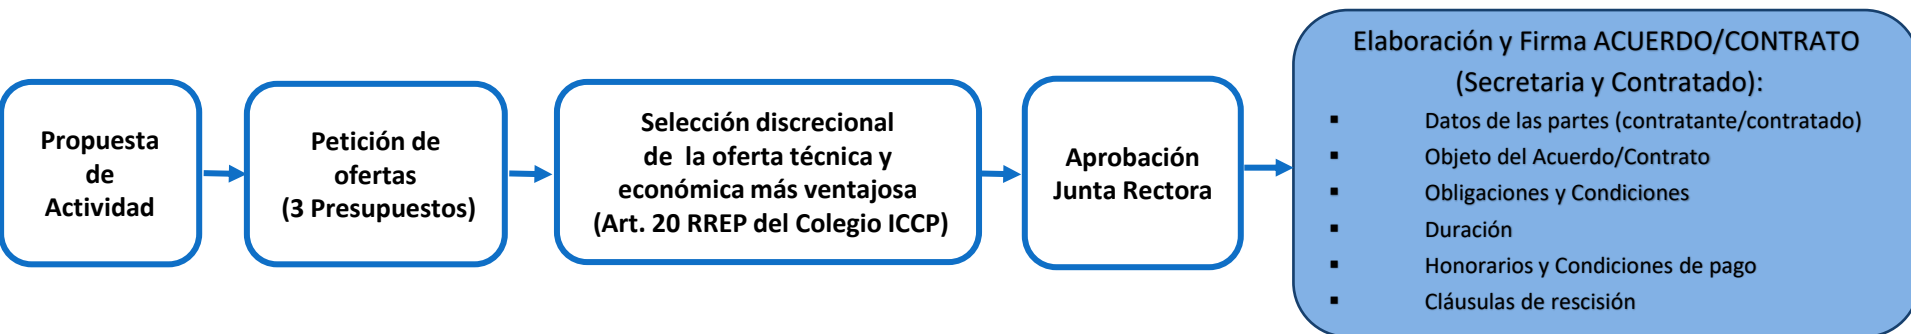 Propuesta
de
Actividad
Petición de
ofertas
(3 Presupuestos)
Selección discrecional
de la oferta técnica y
económica más ventajosa
(Art. 20 RREP del Colegio ICCP)
Aprobación
Junta Rectora
Elaboración y Firma ACUERDO/CONTRATO
(Secretaria y Contratado):
▪ Datos de las partes (contratante/contratado)
▪ Objeto del Acuerdo/Contrato
▪ Obligaciones y Condiciones
▪ Duración
▪ Honorarios y Condiciones de pago
▪ Cláusulas de rescisión